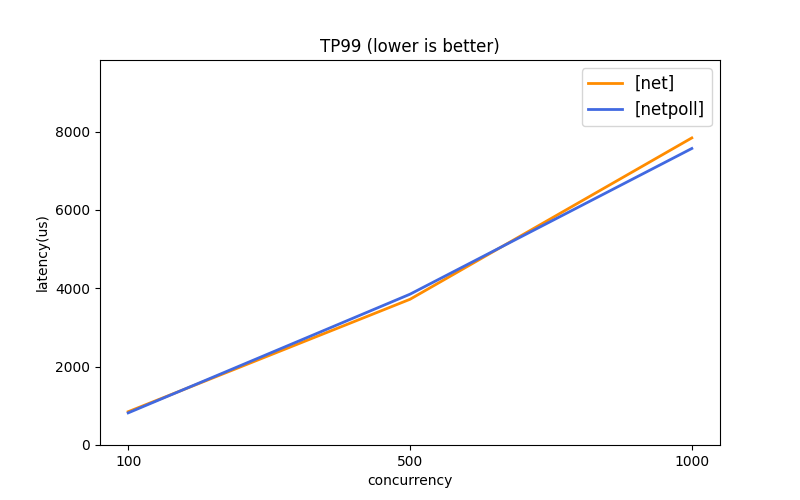 TP99 (lower is better)
[net]
[netpoll]
8000
6000
4000
2000
0
latency(us)
100
500
1000
concurrency